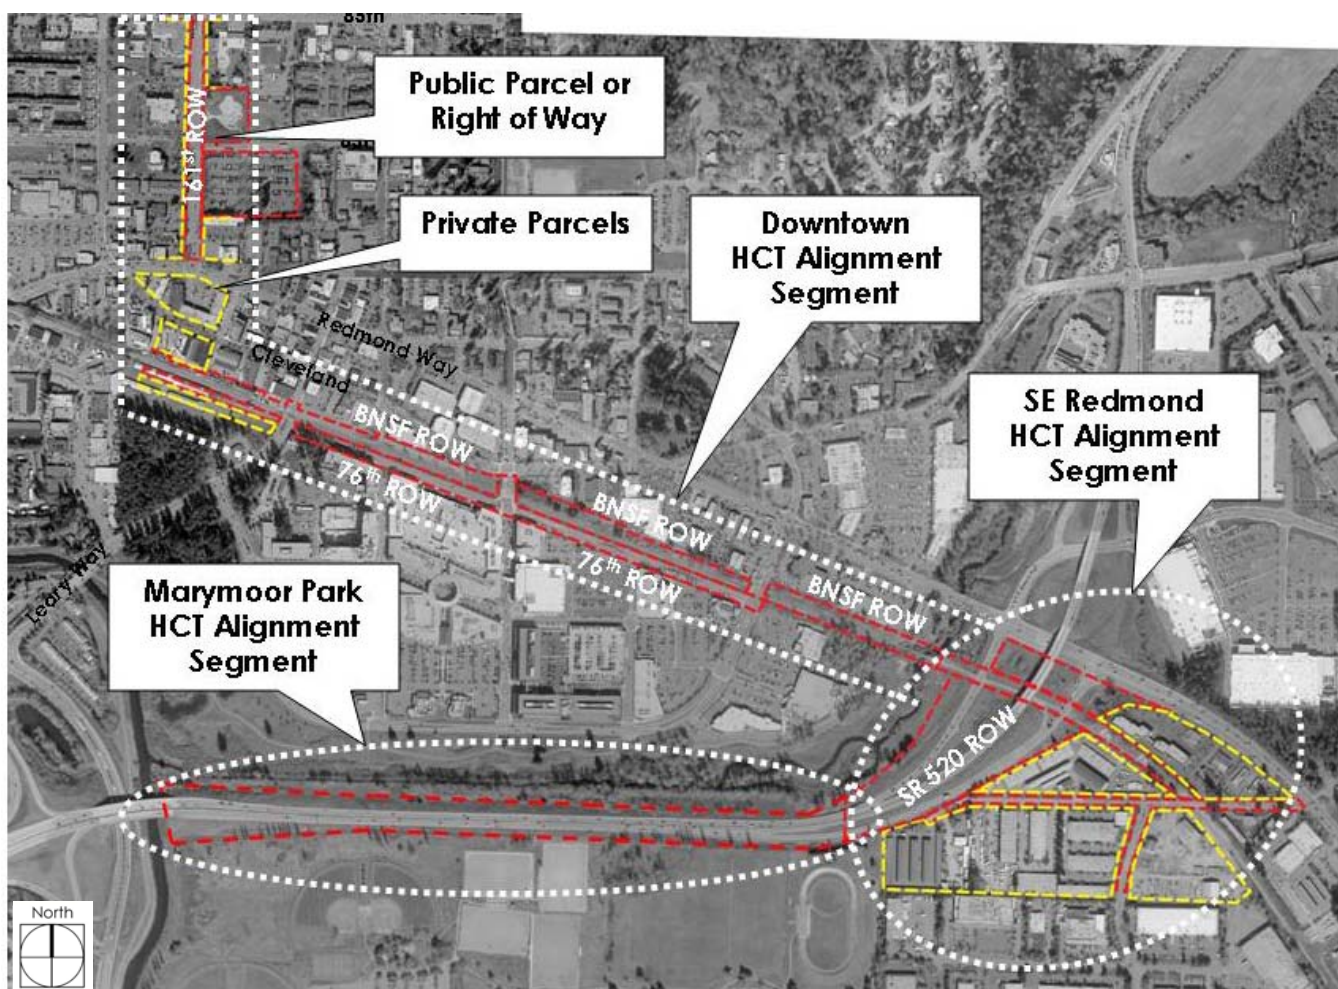 85th
Public Parcel or
Right of Way
161st ROW
Private Parcels
Downtown
HCT Alignment
Segment
Redmond Way
Cleveland
SE Redmond
HCT Alignment
Segment
BNSF ROW
76th ROW
BNSF ROW
76th ROW
BNSF ROW
Leary Way
Marymoor Park
HCT Alignment
Segment
SR 520 ROW
North